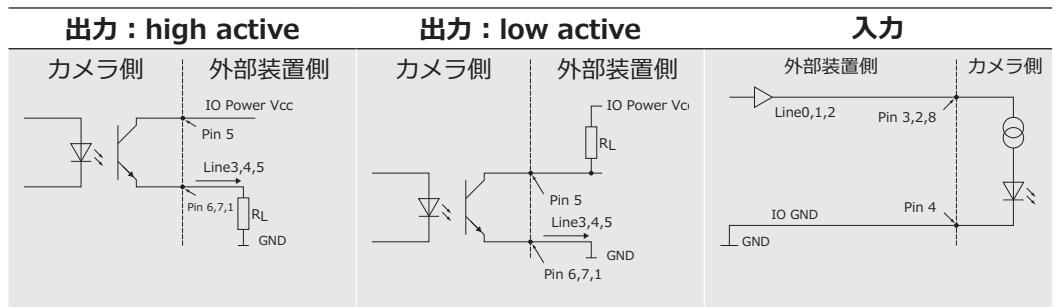 出力：high active
出力：low active
入力
カメラ側
外部装置側
IO Power Vcc
Pin 5
Line3,4,5
Pin 6,7,1
RL
GND
カメラ側
外部装置側
IO Power Vcc
RL
Pin 5
Line3,4,5
GND
Pin 6,7,1
外部装置側
カメラ側
Line0,1,2
Pin 3,2,8
IO GND
Pin 4
GND